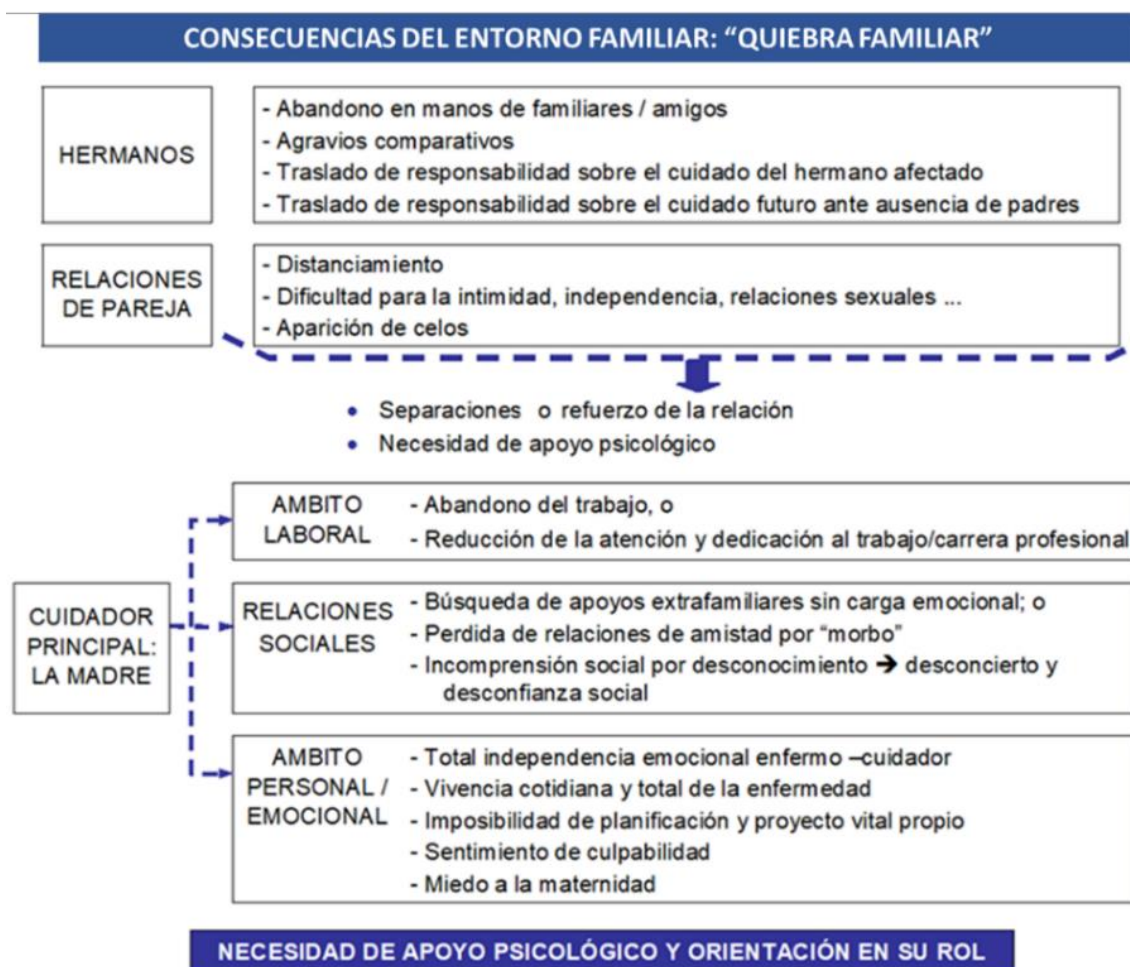 CONSECUENCIAS DEL ENTORNO FAMILIAR: “QUIEBRA FAMILIAR”
HERMANOS
- Abandono en manos de familiares / amigos
- Agravios comparativos
- Traslado de responsabilidad sobre el cuidado del hermano afectado
- Traslado de responsabilidad sobre el cuidado futuro ante ausencia de padres
RELACIONES
DE PAREJA
- Distanciamiento
- Dificultad para la intimidad, independencia, relaciones sexuales ...
- Aparición de celos
• Separaciones o refuerzo de la relación
• Necesidad de apoyo psicológico
CUIDADOR
PRINCIPAL:
LA MADRE
AMBITO
LABORAL
- Abandono del trabajo, o
- Reducción de la atención y dedicación al trabajo/carrera profesional
RELACIONES
SOCIALES
- Búsqueda de apoyos extrafamiliares sin carga emocional; o
- Perdida de relaciones de amistad por “morbo”
- Incomprensión social por desconocimiento ➔ desconcierto y
desconfianza social
AMBITO
PERSONAL /
EMOCIONAL
- Total independencia emocional enfermo –cuidador
- Vivencia cotidiana y total de la enfermedad
- Imposibilidad de planificación y proyecto vital propio
- Sentimiento de culpabilidad
- Miedo a la maternidad
NECESIDAD DE APOYO PSICOLÓGICO Y ORIENTACIÓN EN SU ROL